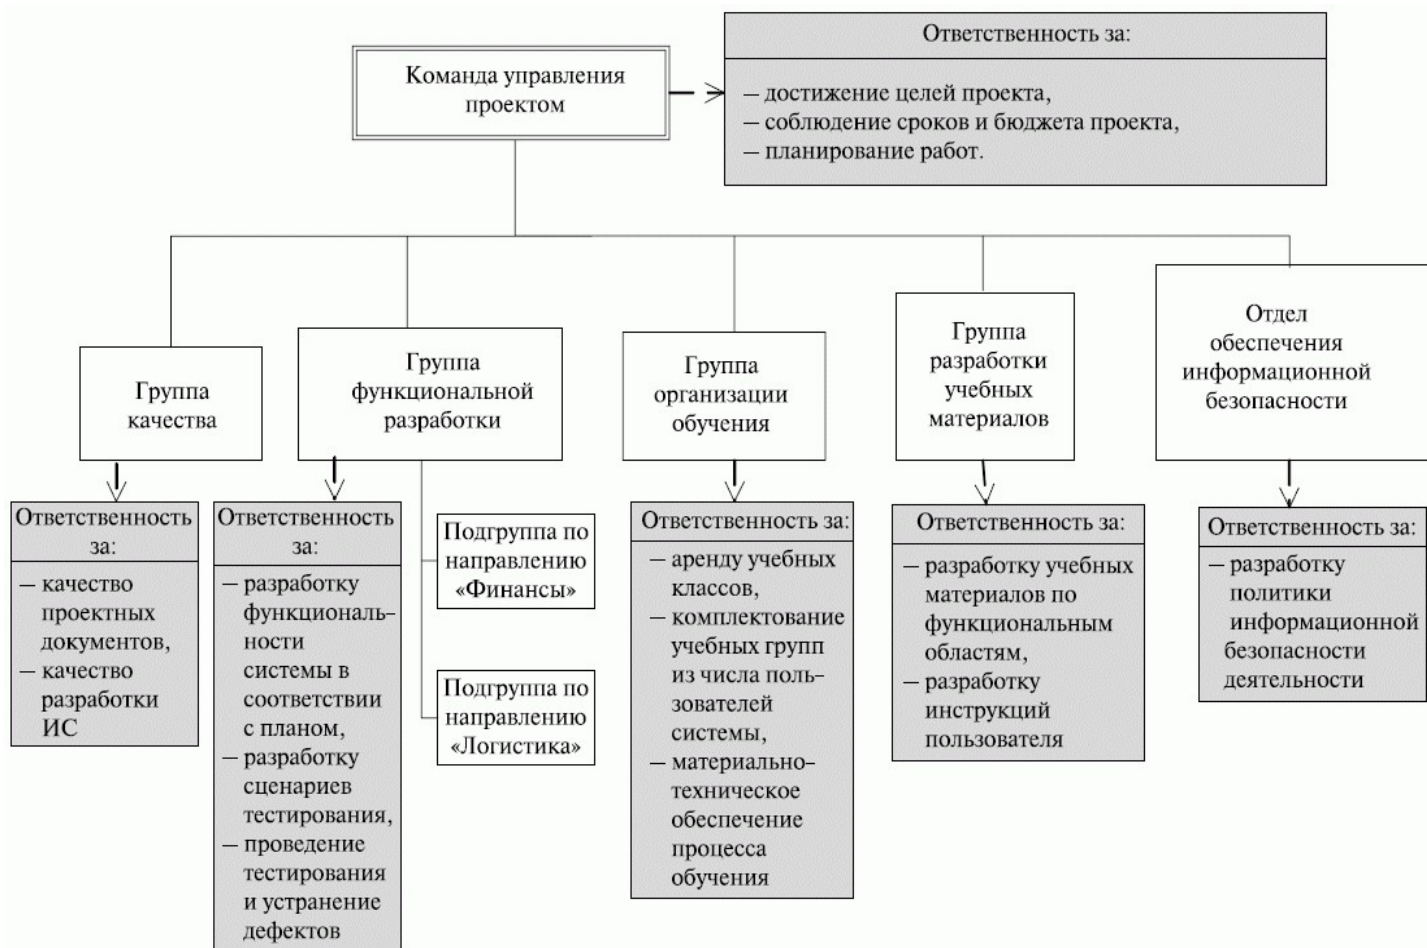 Команда управления
проектом
Ответственность за:
— достижение целей проекта,
— соблюдение сроков и бюджета проекта,
— планирование работ.
Группа
качества
Ответственность
за:
— качество
проектных
документов,
— качество
разработки
ИС
Группа
функциональной
разработки
Ответственность
за:
— разработку
функциональ-
ности
системы в
соответствии
с планом,
— разработку
сценариев
тестирования,
— проведение
тестирования
и устранение
дефектов
Подгруппа по
направлению
«Финансы»
Подгруппа по
направлению
«Логистика»
Группа
организации
обучения
Ответственность за:
— аренду учебных
классов,
— комплектование
учебных групп
из числа поль-
зователей
системы,
— материально-
техническое
обеспечение
процесса
обучения
Группа
разработки
учебных
материалов
Ответственность за:
— разработку учебных
материалов по
функциональным
областям,
— разработку
инструкций
пользователя
Отдел
обеспечения
информационной
безопасности
Ответственность за:
— разработку
политики
информационной
безопасности
деятельности